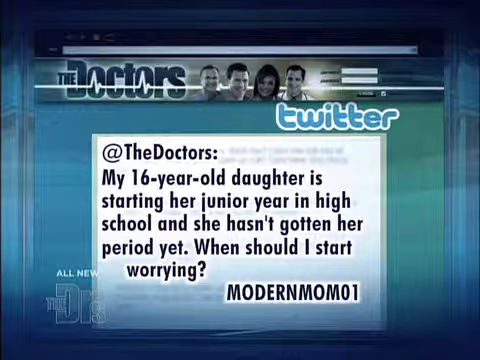 THE Doctors
twitter
@TheDoctors:
My 16-year-old daughter is
starting her junior year in high
school and she hasn't gotten her
period yet. When should I start
worrying?
MODERNMOM01
ALL NEW
THE Drs